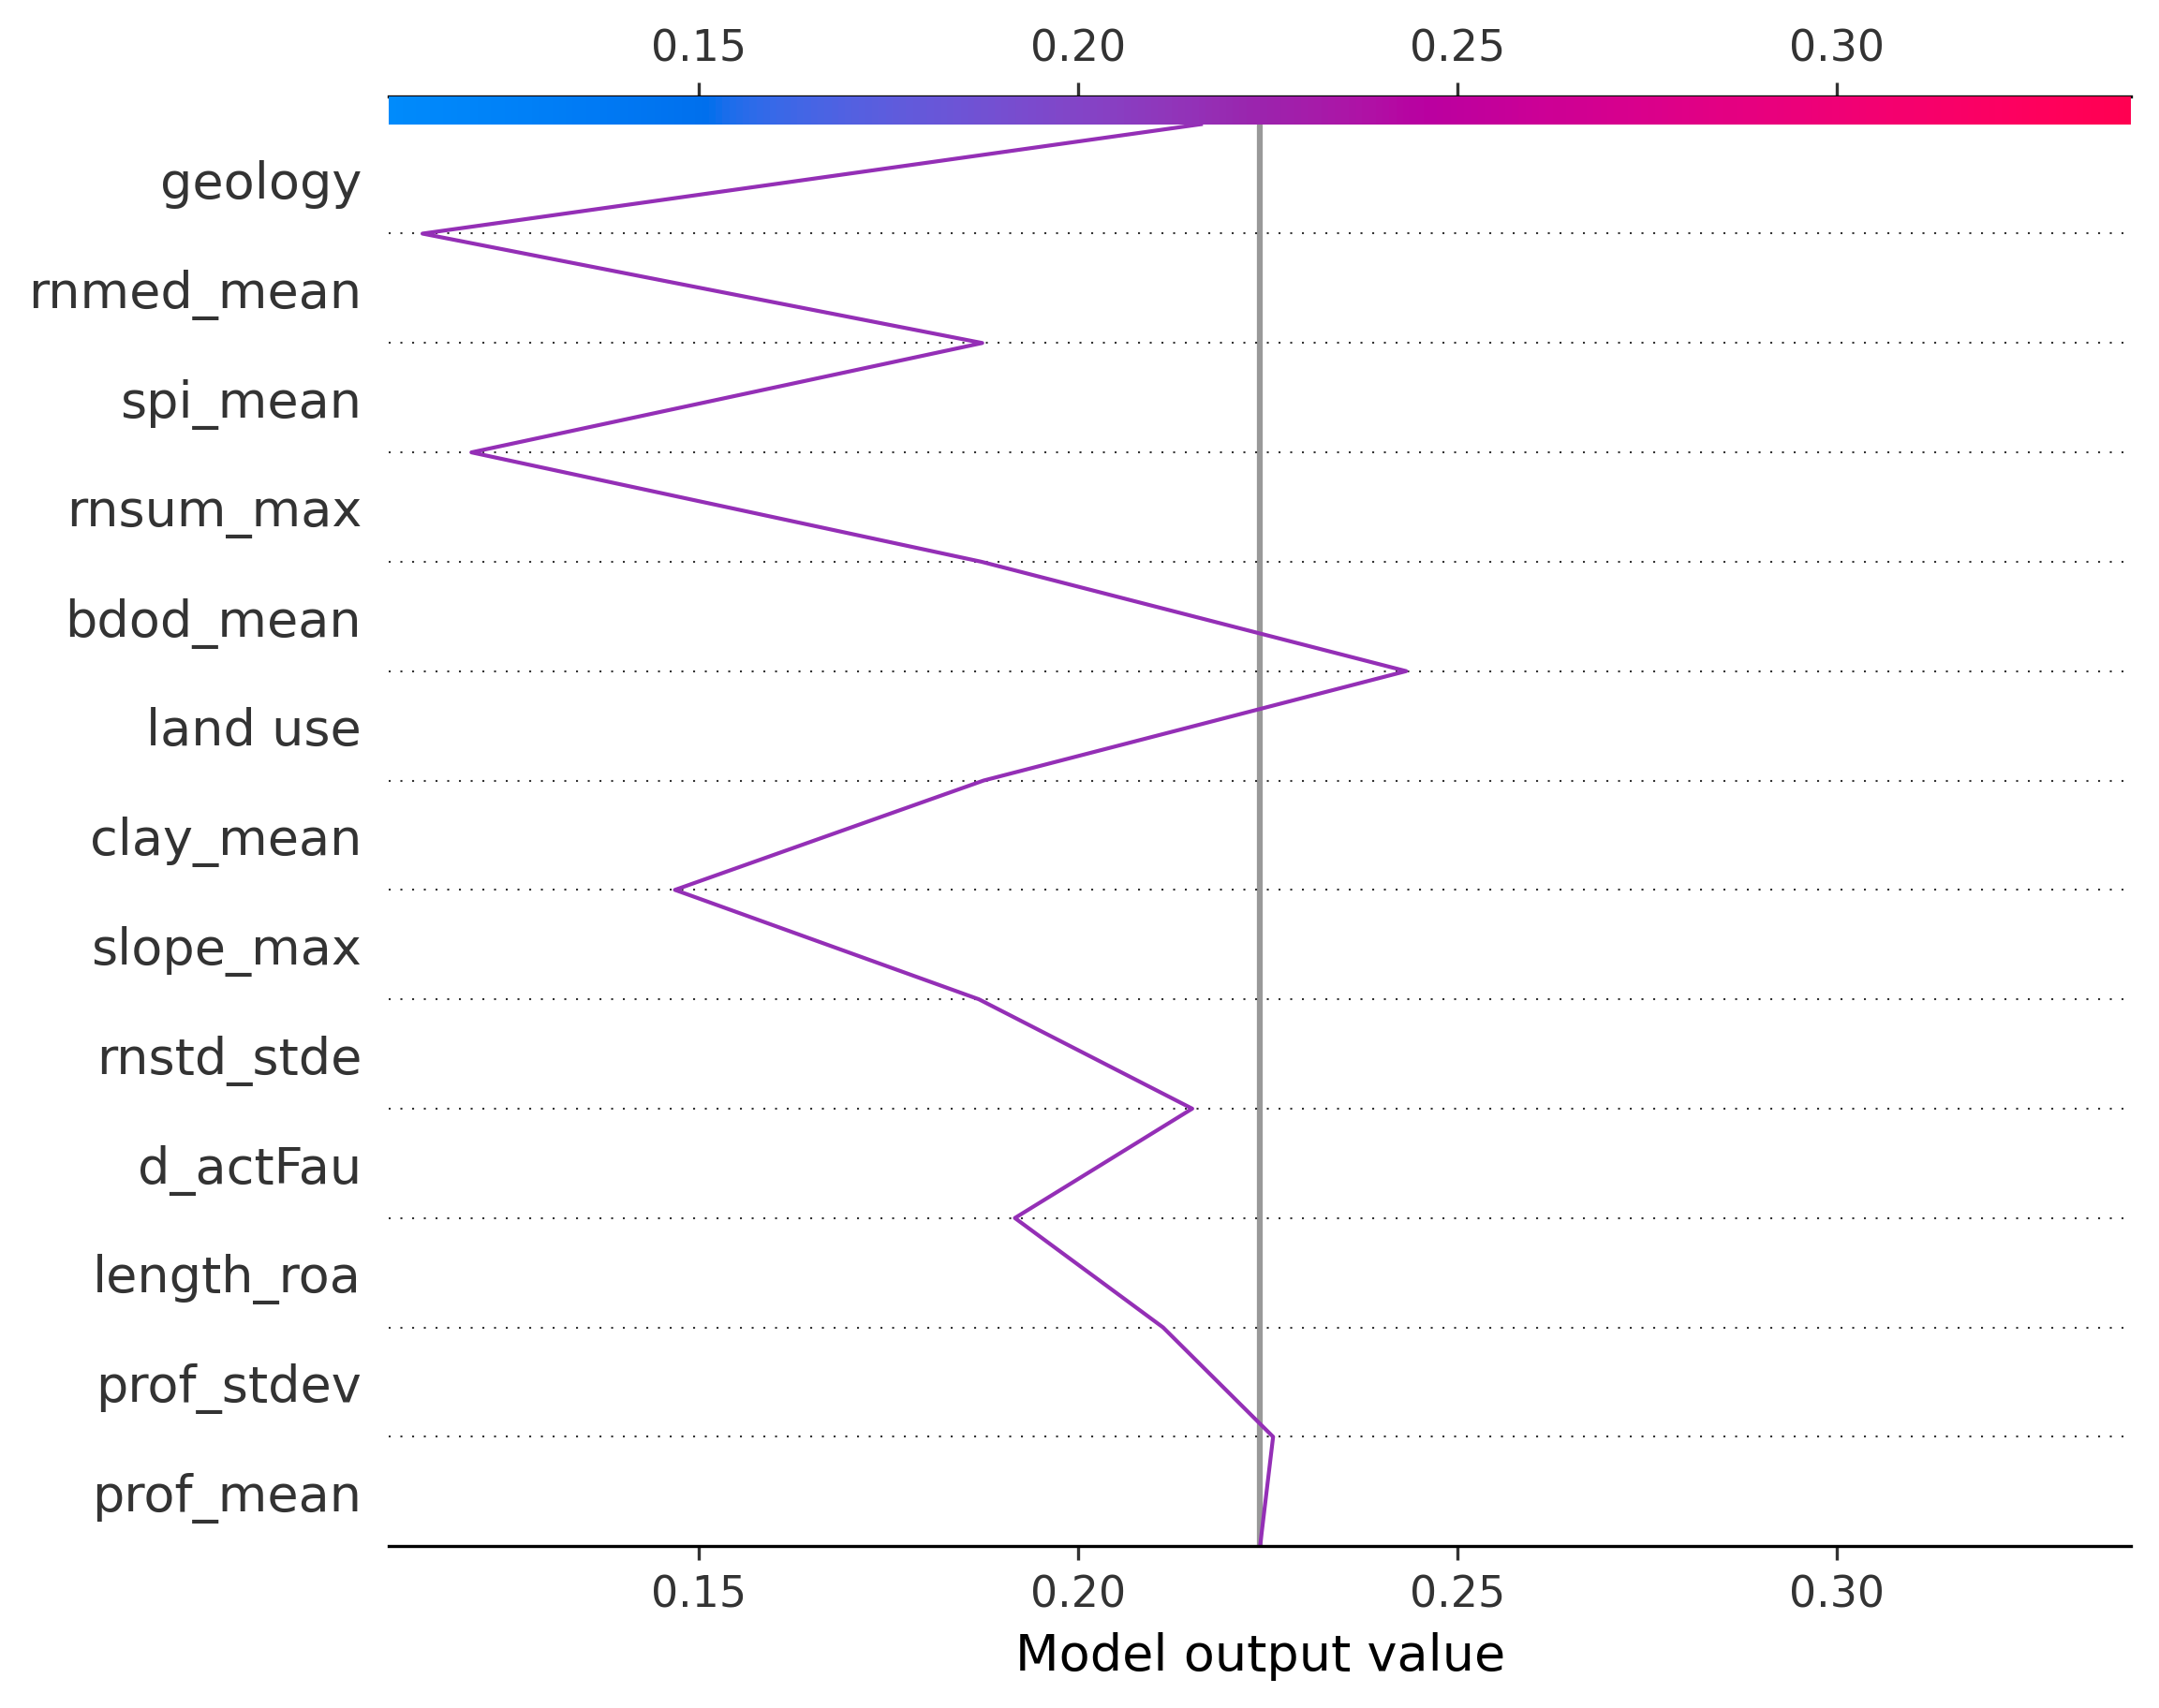 0.15 0.20 0.25 0.30
geology
rnmed_mean
spi_mean
rnsum_max
bdod_mean
land use
clay_mean
slope_max
rnstd_stde
d_actFau
length_roa
prof_stdev
prof_mean
0.15 0.20 0.25 0.30
Model output value